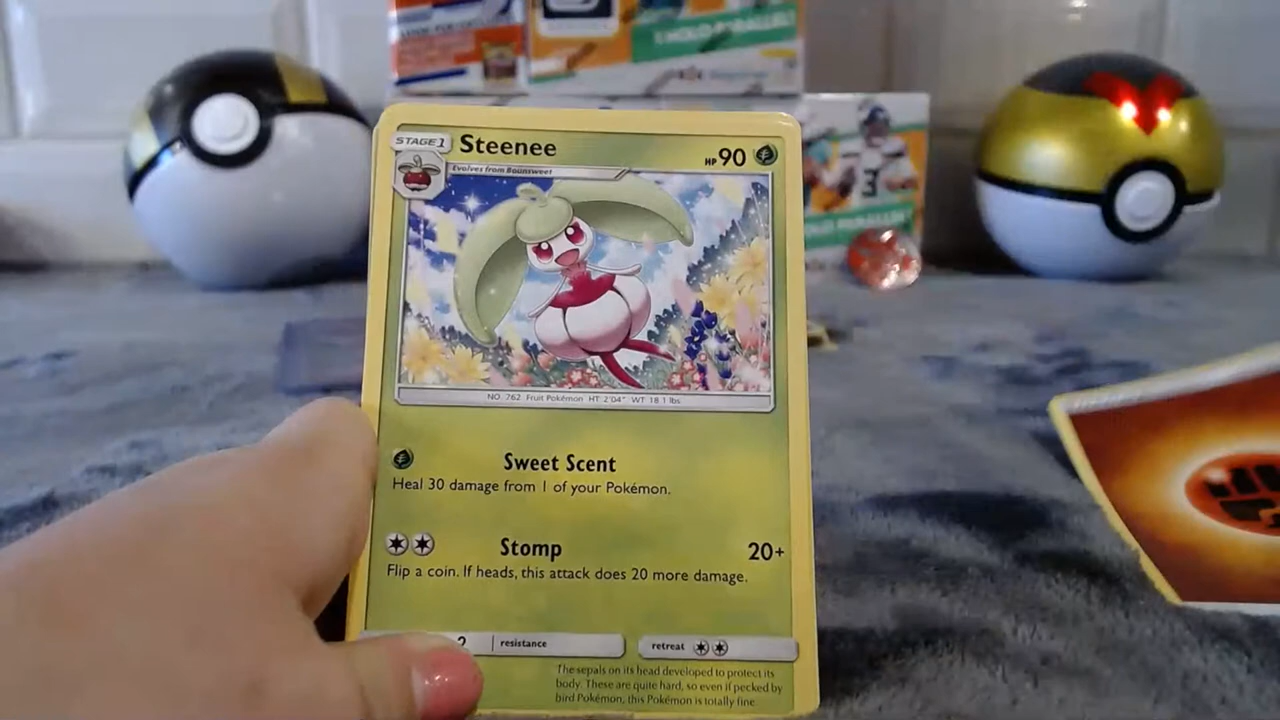 STAGE1 Steenee HP 90
Evolves from Bounsweet
NO. 762 Fruit Pokémon HT 2'04" WT 18.1 lbs
Sweet Scent
Heal 30 damage from 1 of your Pokémon.
Stomp 20+
Flip a coin. If heads, this attack does 20 more damage.
2 resistance retreat
The sepals on its head developed to protect its
body. These are quite hard, so even if pecked by
bird Pokémon, this Pokémon is totally fine.